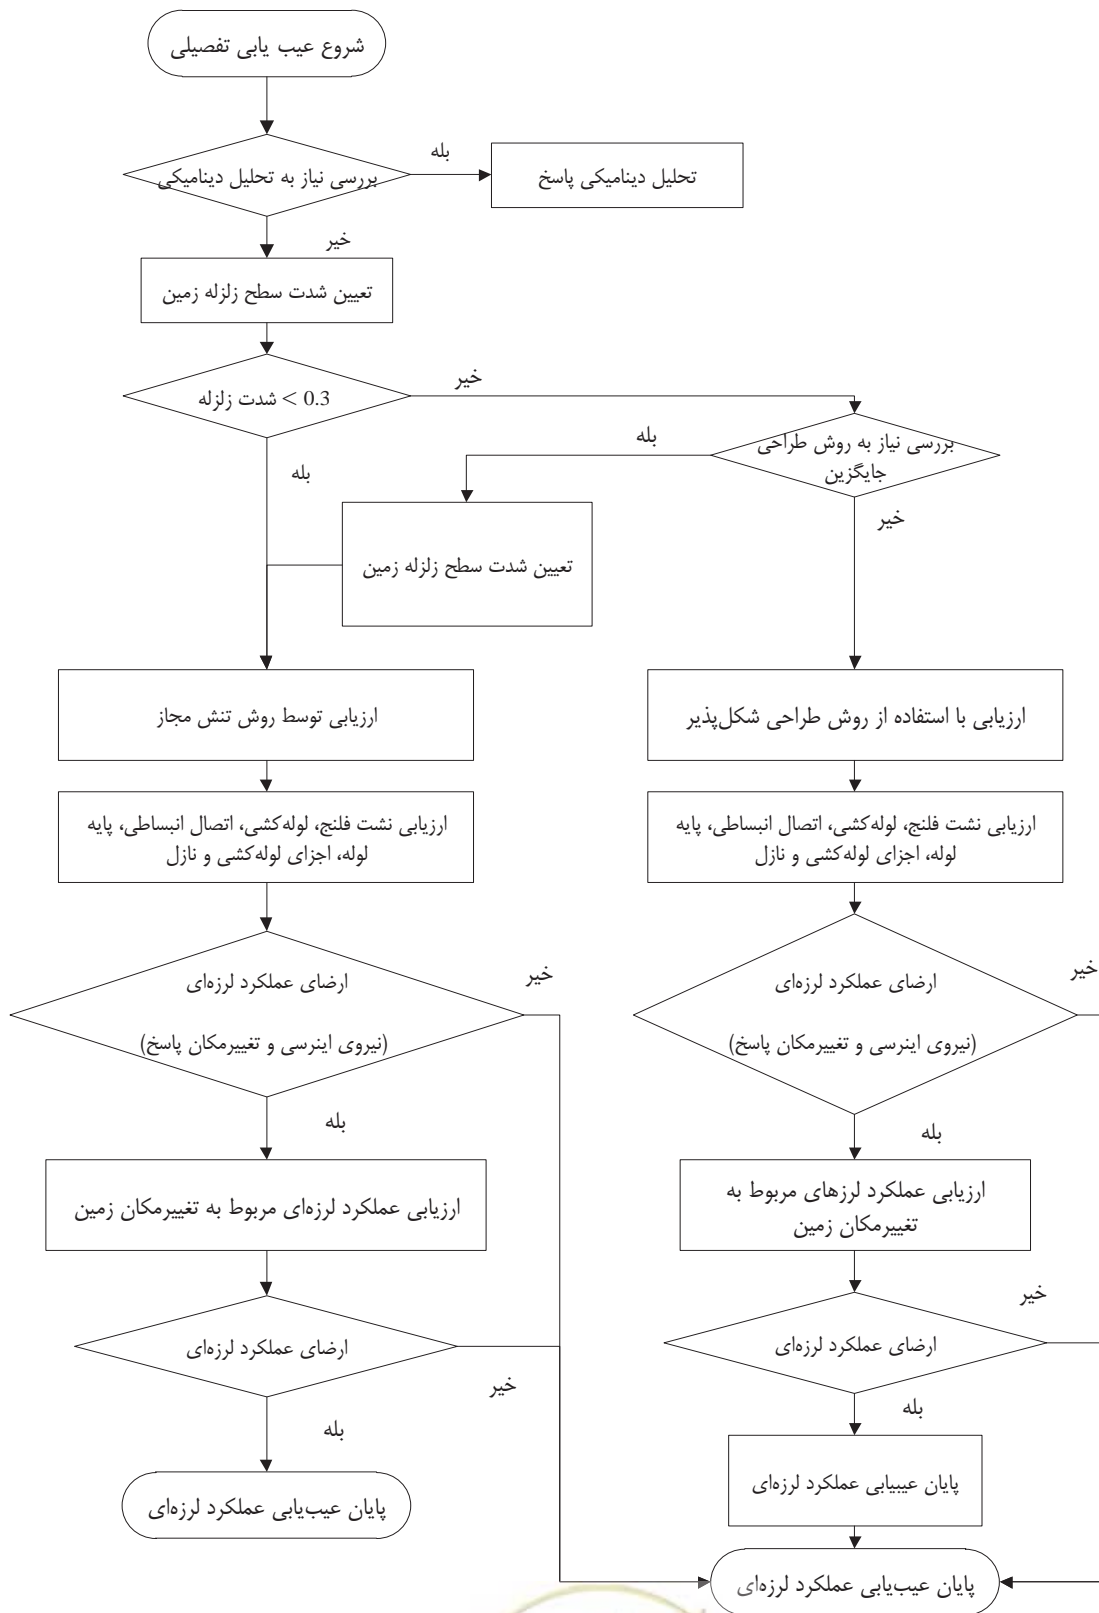 شروع عیب یابی تفصیلی
بله
بررسی نیاز به تحلیل دینامیکی
تحلیل دینامیکی پاسخ
خیر
تعیین شدت سطح زلزله زمین
خیر
شدت زلزله < 0.3
بله
بررسی نیاز به روش طراحی
جایگزین
بله
خیر
تعیین شدت سطح زلزله زمین
ارزیابی توسط روش تنش مجاز
ارزیابی با استفاده از روش طراحی شکل‌پذیر
ارزیابی نشت فلنج، لوله‌کشی، اتصال انبساطی، پایه
لوله، اجزای لوله‌کشی و نازل
ارزیابی نشت فلنج، لوله‌کشی، اتصال انبساطی، پایه
لوله، اجزای لوله‌کشی و نازل
ارضای عملکرد لرزه‌ای
(نیروی اینرسی و تغییرمکان پاسخ)
خیر
ارضای عملکرد لرزه‌ای
(نیروی اینرسی و تغییرمکان پاسخ)
خیر
بله
بله
ارزیابی عملکرد لرزه‌ای مربوط به تغییرمکان زمین
ارزیابی عملکرد لرزهای مربوط به
تغییرمکان زمین
ارضای عملکرد لرزه‌ای
خیر
ارضای عملکرد لرزه‌ای
خیر
بله
بله
پایان عیب‌یابی عملکرد لرزه‌ای
پایان عیبیابی عملکرد لرزه‌ای
پایان عیب‌یابی عملکرد لرزه‌ای